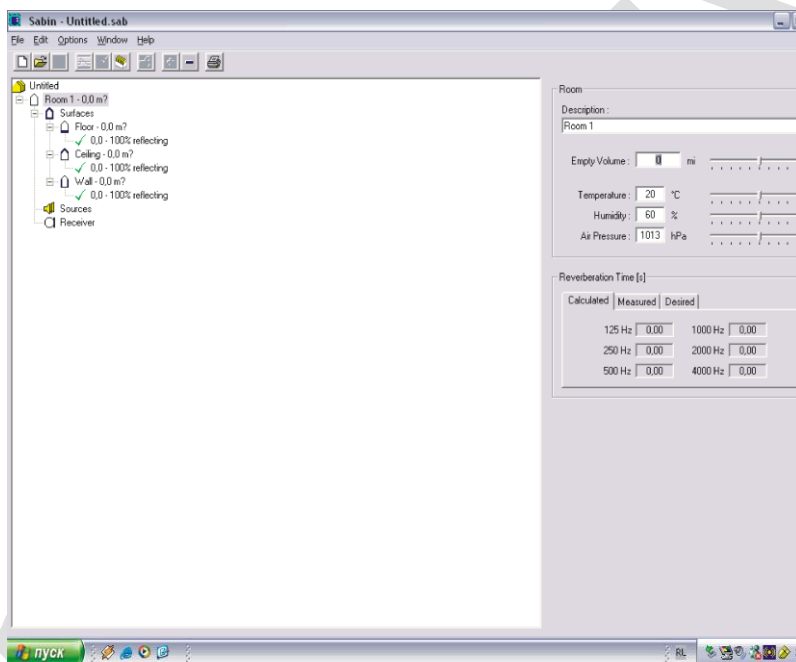 Sabin - Untitled.sab
File Edit Options Window Help
Untitled
Room 1 - 0,0 m?
Surfaces
Floor - 0,0 m?
0,0 - 100% reflecting
Ceiling - 0,0 m?
0,0 - 100% reflecting
Wall - 0,0 m?
0,0 - 100% reflecting
Sources
Receiver
Room
Description :
Room 1
Empty Volume : 0 mi
Temperature : 20 °C
Humidity : 60 %
Air Pressure : 1013 hPa
Reverberation Time [s]
Calculated Measured Desired
125 Hz 0,00 1000 Hz 0,00
250 Hz 0,00 2000 Hz 0,00
500 Hz 0,00 4000 Hz 0,00
пуск RL